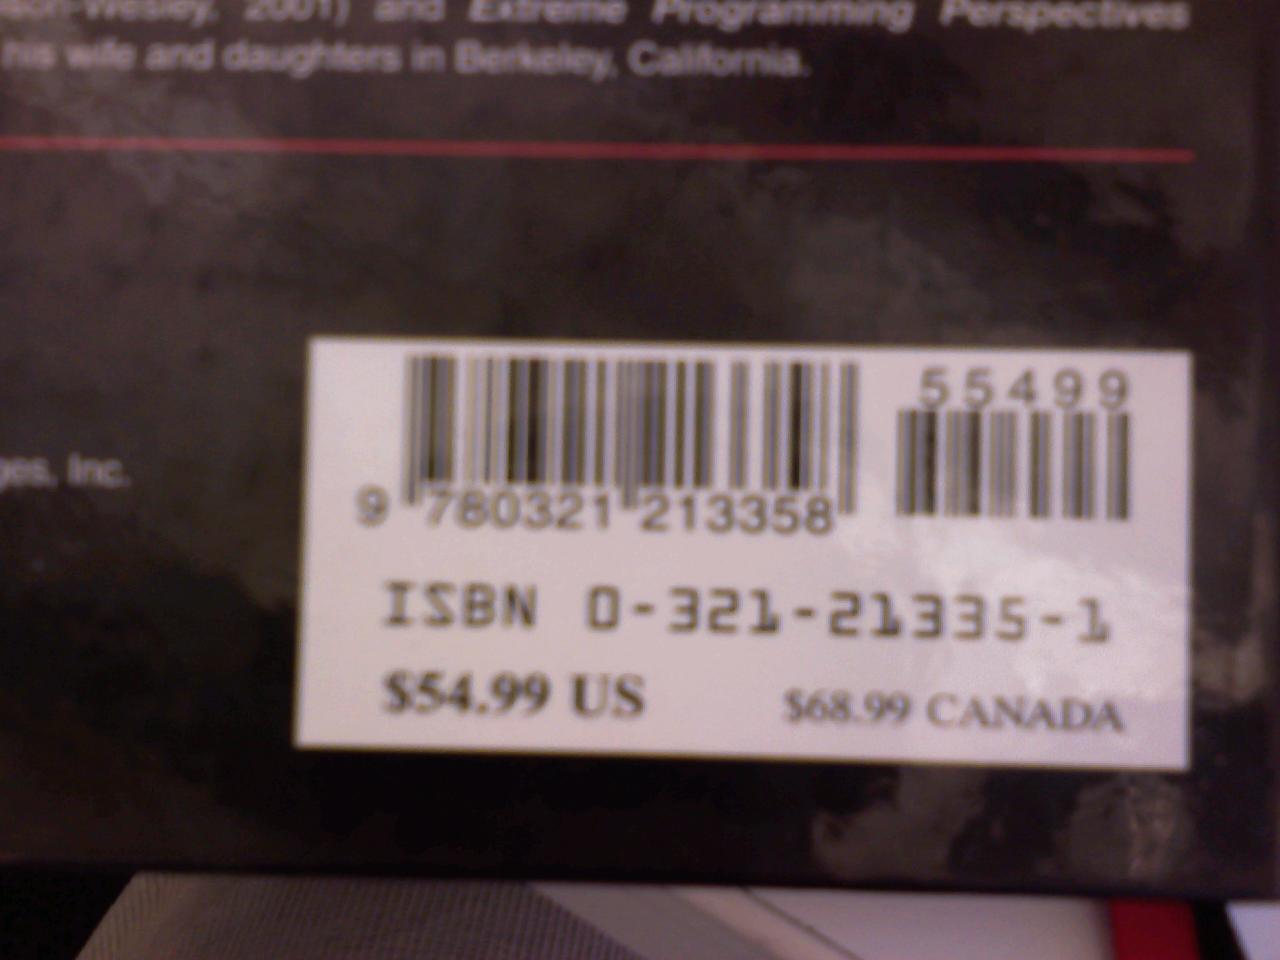 2001) and Extreme Programming Perspectives
his wife and daughters in Berkeley, California.
Inc.
55499
9 780321 213358
ISBN 0-321-21335-1
$54.99 US $68.99 CANADA